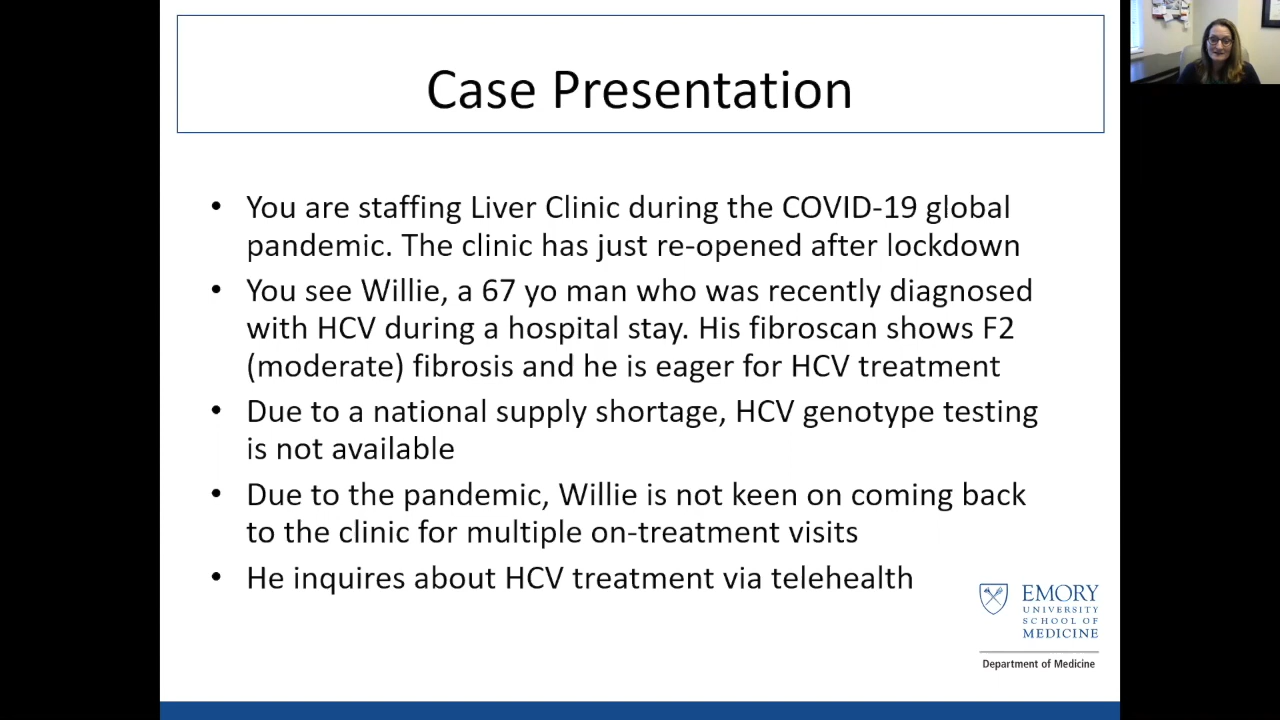 Case Presentation
• You are staffing Liver Clinic during the COVID-19 global
pandemic. The clinic has just re-opened after lockdown
• You see Willie, a 67 yo man who was recently diagnosed
with HCV during a hospital stay. His fibroscan shows F2
(moderate) fibrosis and he is eager for HCV treatment
• Due to a national supply shortage, HCV genotype testing
is not available
• Due to the pandemic, Willie is not keen on coming back
to the clinic for multiple on-treatment visits
• He inquires about HCV treatment via telehealth
EMORY
UNIVERSITY
SCHOOL OF
MEDICINE
Department of Medicine